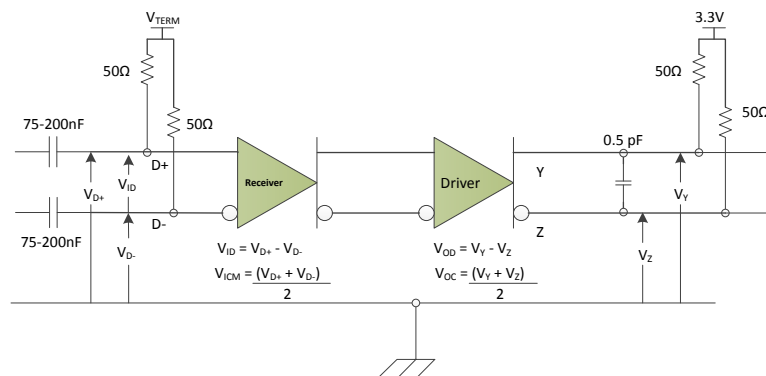 V_TERM
3.3V
50Ω
50Ω
50Ω
50Ω
75-200nF
0.5 pF
D+
Receiver
Driver
Y
V_D+
V_ID
V_Y
D-
Z
75-200nF
V_D-
V_ID = V_D+ - V_D-
V_OD = V_Y - V_Z
V_Z
V_ICM = (V_D+ + V_D-)
2
V_OC = (V_Y + V_Z)
2